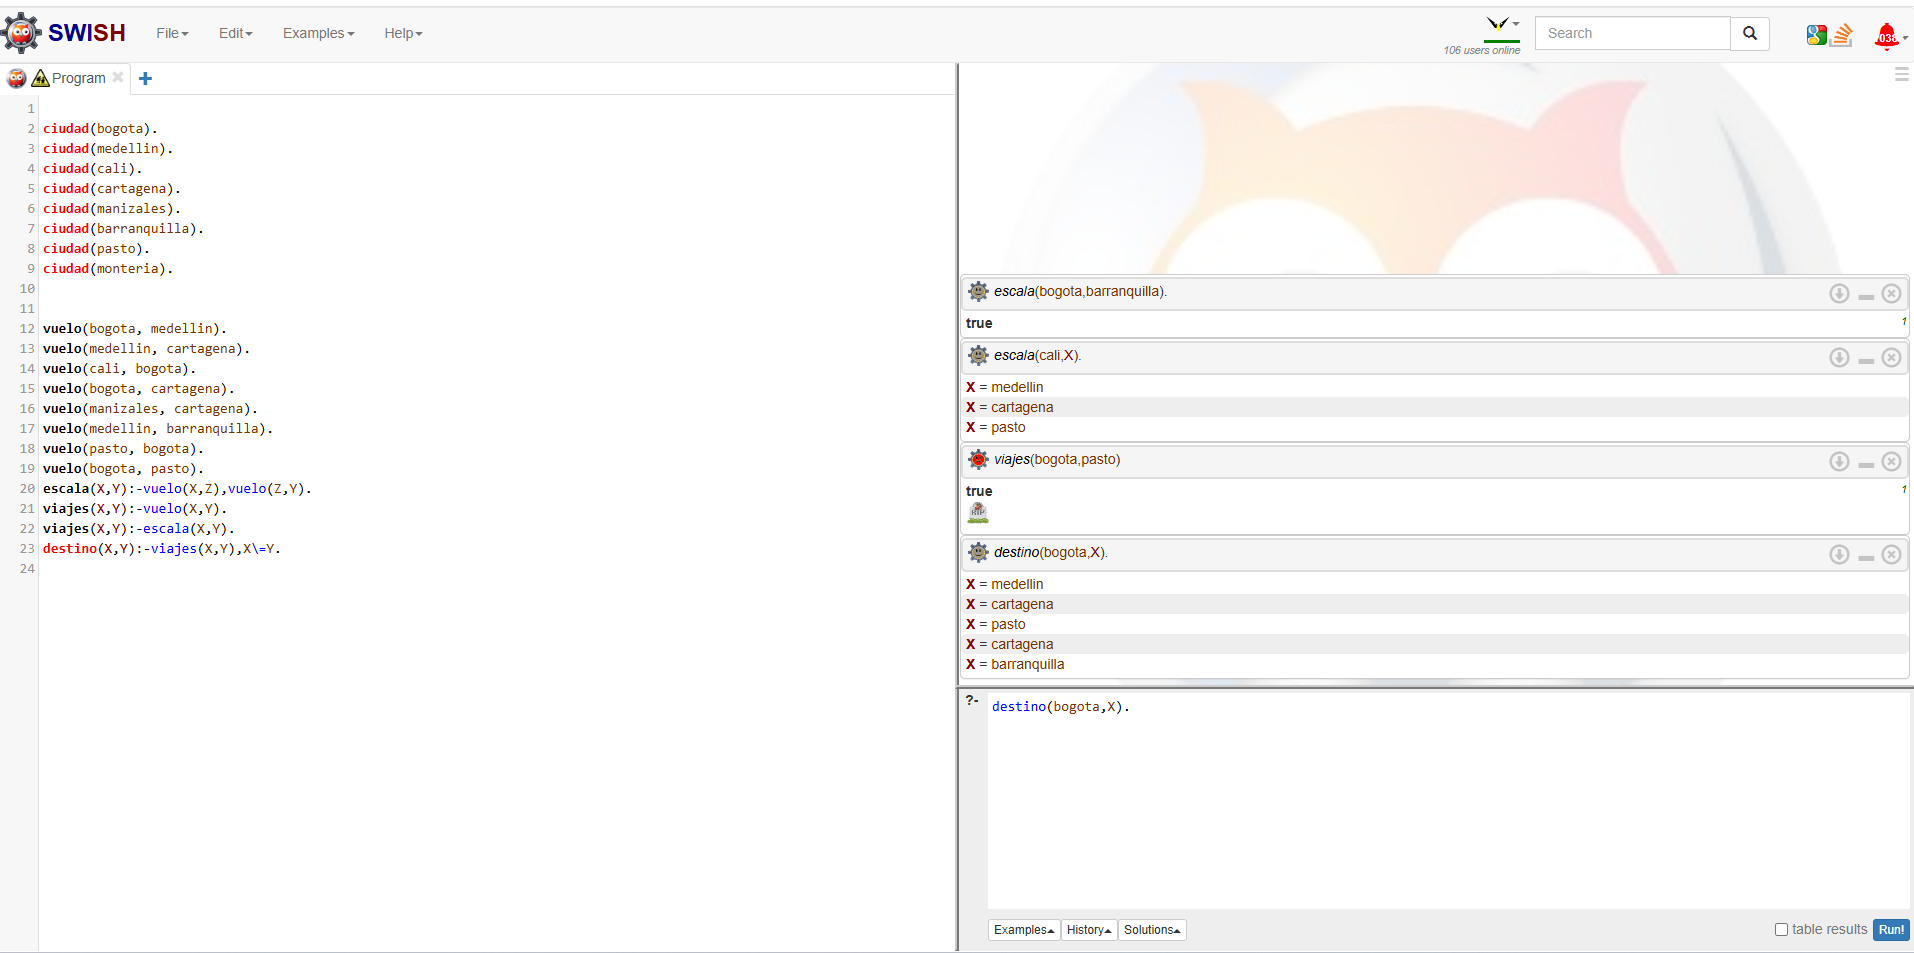 SWISH File Edit Examples Help
106 users online
Search
Program
1
2 ciudad(bogota).
3 ciudad(medellin).
4 ciudad(cali).
5 ciudad(cartagena).
6 ciudad(manizales).
7 ciudad(barranquilla).
8 ciudad(pasto).
9 ciudad(monteria).
10
11
12 vuelo(bogota, medellin).
13 vuelo(medellin, cartagena).
14 vuelo(cali, bogota).
15 vuelo(bogota, cartagena).
16 vuelo(manizales, cartagena).
17 vuelo(medellin, barranquilla).
18 vuelo(pasto, bogota).
19 vuelo(bogota, pasto).
20 escala(X,Y):-vuelo(X,Z),vuelo(Z,Y).
21 viajes(X,Y):-vuelo(X,Y).
22 viajes(X,Y):-escala(X,Y).
23 destino(X,Y):-viajes(X,Y),X\=Y.
24
escala(bogota,barranquilla).
true 1
escala(cali,X).
X = medellin
X = cartagena
X = pasto
viajes(bogota,pasto)
true 1
RIP
destino(bogota,X).
X = medellin
X = cartagena
X = pasto
X = cartagena
X = barranquilla
?- destino(bogota,X).
Examples History Solutions table results Run!